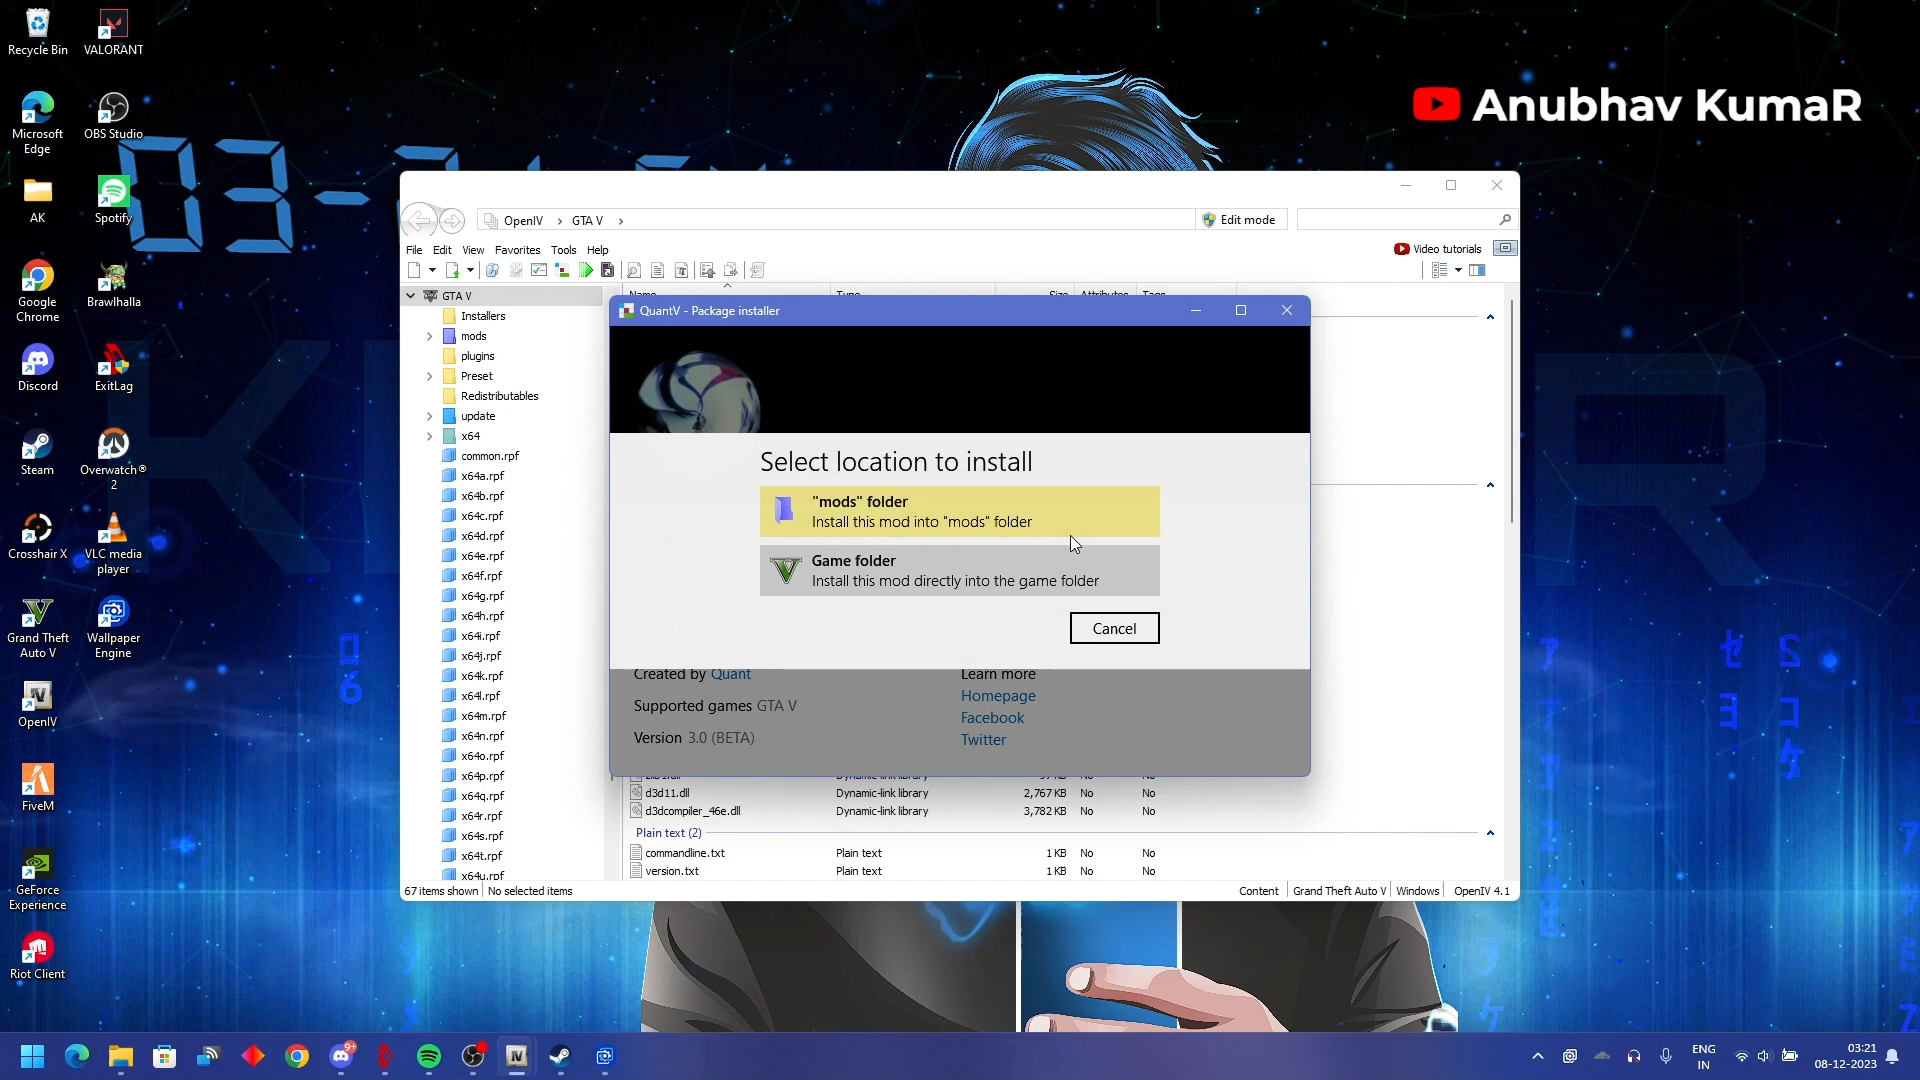 Recycle Bin
VALORANT
Microsoft
Edge
OBS Studio
AK
Spotify
Google
Chrome
Brawlhalla
Discord
ExitLag
Steam
Overwatch®
2
Crosshair X
VLC media
player
Grand Theft
Auto V
Wallpaper
Engine
OpenIV
FiveM
GeForce
Experience
Riot Client
Anubhav KumaR
OpenIV > GTA V >
Edit mode
File Edit View Favorites Tools Help
Video tutorials
GTA V
Installers
mods
plugins
Preset
Redistributables
update
x64
common.rpf
x64a.rpf
x64b.rpf
x64c.rpf
x64d.rpf
x64e.rpf
x64f.rpf
x64g.rpf
x64h.rpf
x64i.rpf
x64j.rpf
x64k.rpf
x64l.rpf
x64m.rpf
x64n.rpf
x64o.rpf
x64p.rpf
x64q.rpf
x64r.rpf
x64s.rpf
x64t.rpf
x64u.rpf
Name Type Size Attributes Tags
QuantV - Package installer
Select location to install
"mods" folder
Install this mod into "mods" folder
Game folder
Install this mod directly into the game folder
Cancel
Created by Quant
Supported games GTA V
Version 3.0 (BETA)
Learn more
Homepage
Facebook
Twitter
d3d11.dll Dynamic-link library 2,767 KB No No
d3dcompiler_46e.dll Dynamic-link library 3,782 KB No No
Plain text (2)
commandline.txt Plain text 1 KB No No
version.txt Plain text 1 KB No No
67 items shown No selected items
Content Grand Theft Auto V Windows OpenIV 4.1
9+
ENG
IN
03:21
08-12-2023